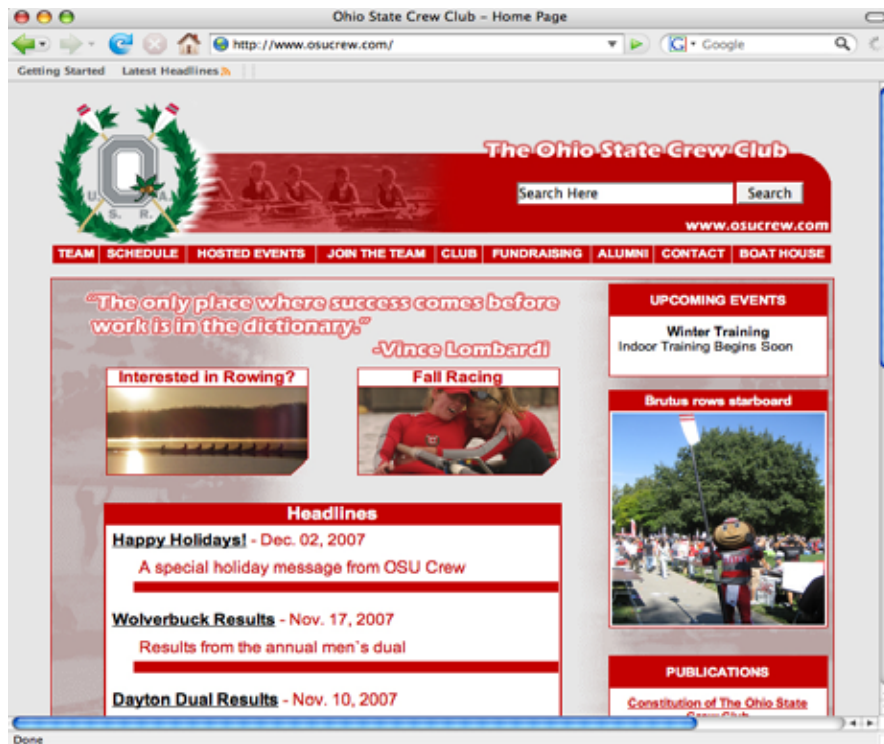 Ohio State Crew Club – Home Page
http://www.osucrew.com/
G
Google
Getting Started Latest Headlines
The Ohio State Crew Club
Search Here
Search
www.osucrew.com
O
U. A.
S. R.
TEAM SCHEDULE HOSTED EVENTS JOIN THE TEAM CLUB FUNDRAISING ALUMNI CONTACT BOAT HOUSE
"The only place where success comes before
work is in the dictionary."
-Vince Lombardi
Interested in Rowing?
Fall Racing
Headlines
Happy Holidays! - Dec. 02, 2007
A special holiday message from OSU Crew
Wolverbuck Results - Nov. 17, 2007
Results from the annual men`s dual
Dayton Dual Results - Nov. 10, 2007
UPCOMING EVENTS
Winter Training
Indoor Training Begins Soon
Brutus rows starboard
PUBLICATIONS
Constitution of The Ohio State
Crew Club
Done